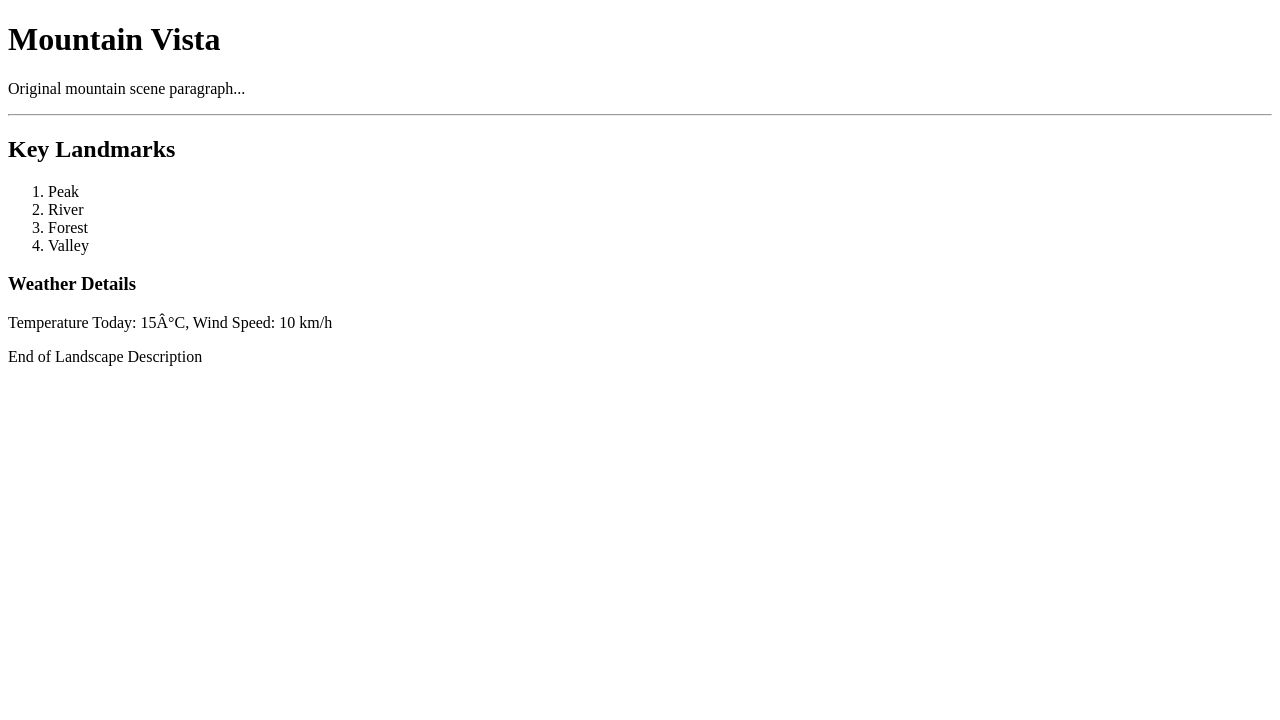 Mountain Vista
Original mountain scene paragraph...
Key Landmarks
1. Peak
2. River
3. Forest
4. Valley
Weather Details
Temperature Today: 15Â°C, Wind Speed: 10 km/h
End of Landscape Description